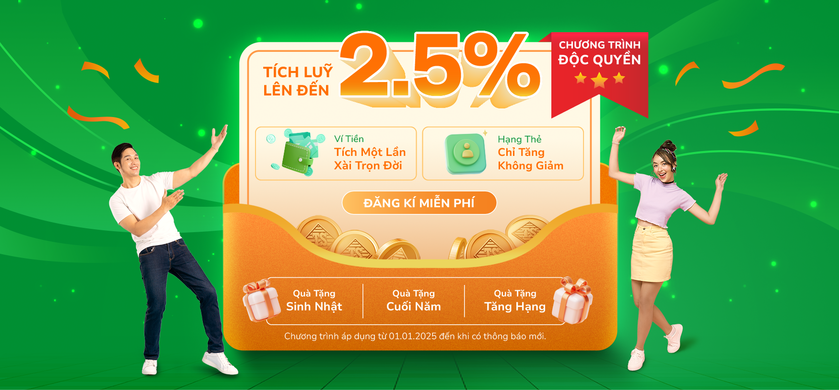 TÍCH LUỸ
LÊN ĐẾN
2.5%
CHƯƠNG TRÌNH
ĐỘC QUYỀN
Ví Tiền
Tích Một Lần
Xài Trọn Đời
Hạng Thẻ
Chỉ Tăng
Không Giảm
ĐĂNG KÍ MIỄN PHÍ
Quà Tặng
Sinh Nhật
Quà Tặng
Cuối Năm
Quà Tặng
Tăng Hạng
Chương trình áp dụng từ 01.01.2025 đến khi có thông báo mới.